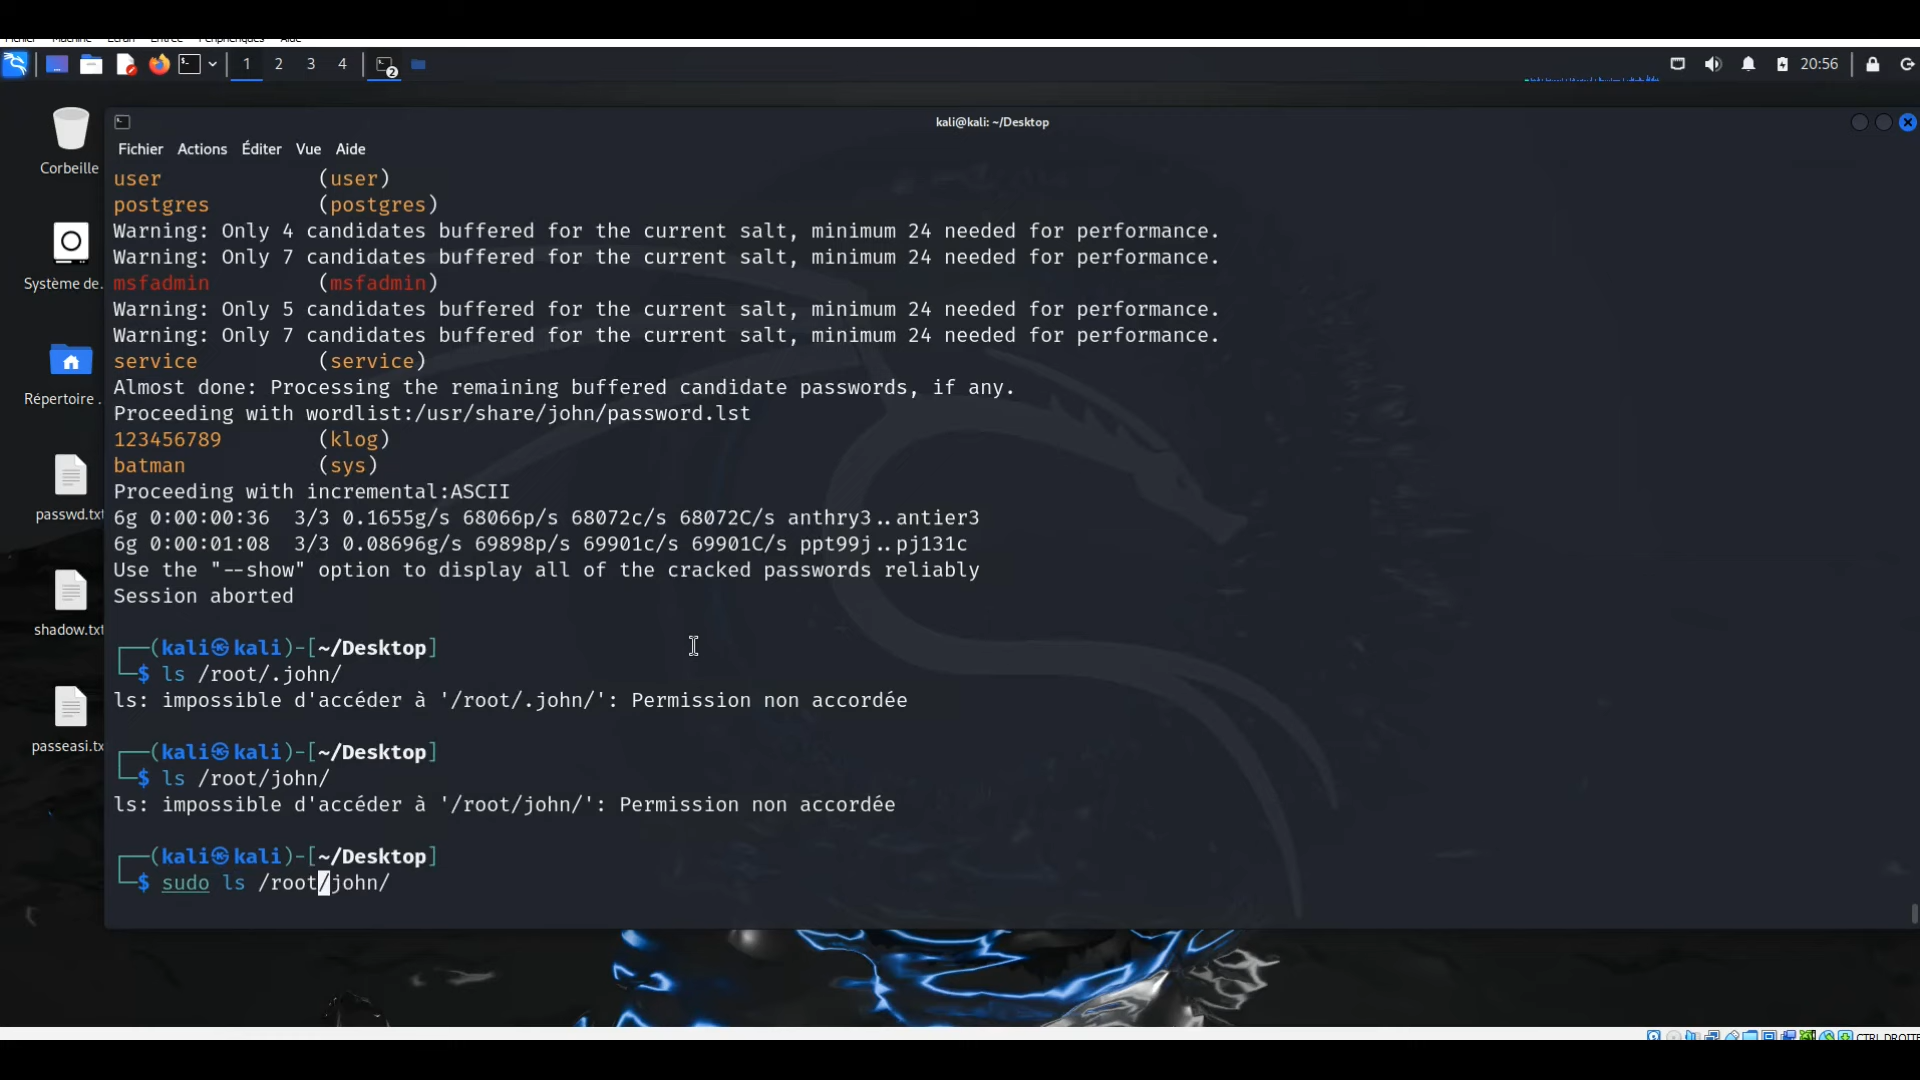 1 2 3 4 2 20:56
kali@kali: ~/Desktop
Fichier Actions Éditer Vue Aide
Corbeille
Système de.
Répertoire .
passwd.txt
shadow.txt
passeasi.tx
user (user)
postgres (postgres)
Warning: Only 4 candidates buffered for the current salt, minimum 24 needed for performance.
Warning: Only 7 candidates buffered for the current salt, minimum 24 needed for performance.
msfadmin (msfadmin)
Warning: Only 5 candidates buffered for the current salt, minimum 24 needed for performance.
Warning: Only 7 candidates buffered for the current salt, minimum 24 needed for performance.
service (service)
Almost done: Processing the remaining buffered candidate passwords, if any.
Proceeding with wordlist:/usr/share/john/password.lst
123456789 (klog)
batman (sys)
Proceeding with incremental:ASCII
6g 0:00:00:36 3/3 0.1655g/s 68066p/s 68072c/s 68072C/s anthry3..antier3
6g 0:00:01:08 3/3 0.08696g/s 69898p/s 69901c/s 69901C/s ppt99j..pj131c
Use the "--show" option to display all of the cracked passwords reliably
Session aborted
┌──(kali㉿kali)-[~/Desktop]
└─$ ls /root/.john/
ls: impossible d'accéder à '/root/.john/': Permission non accordée
┌──(kali㉿kali)-[~/Desktop]
└─$ ls /root/john/
ls: impossible d'accéder à '/root/john/': Permission non accordée
┌──(kali㉿kali)-[~/Desktop]
└─$ sudo ls /root/john/
CTRL DROITE